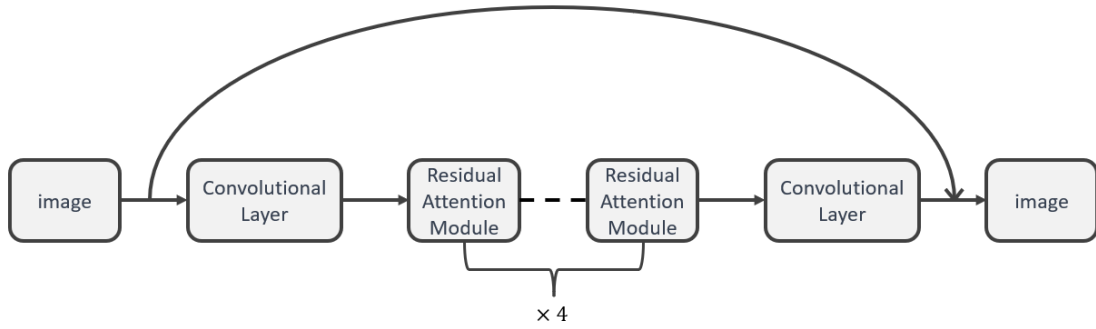 image
Convolutional
Layer
Residual
Attention
Module
Residual
Attention
Module
Convolutional
Layer
image
× 4